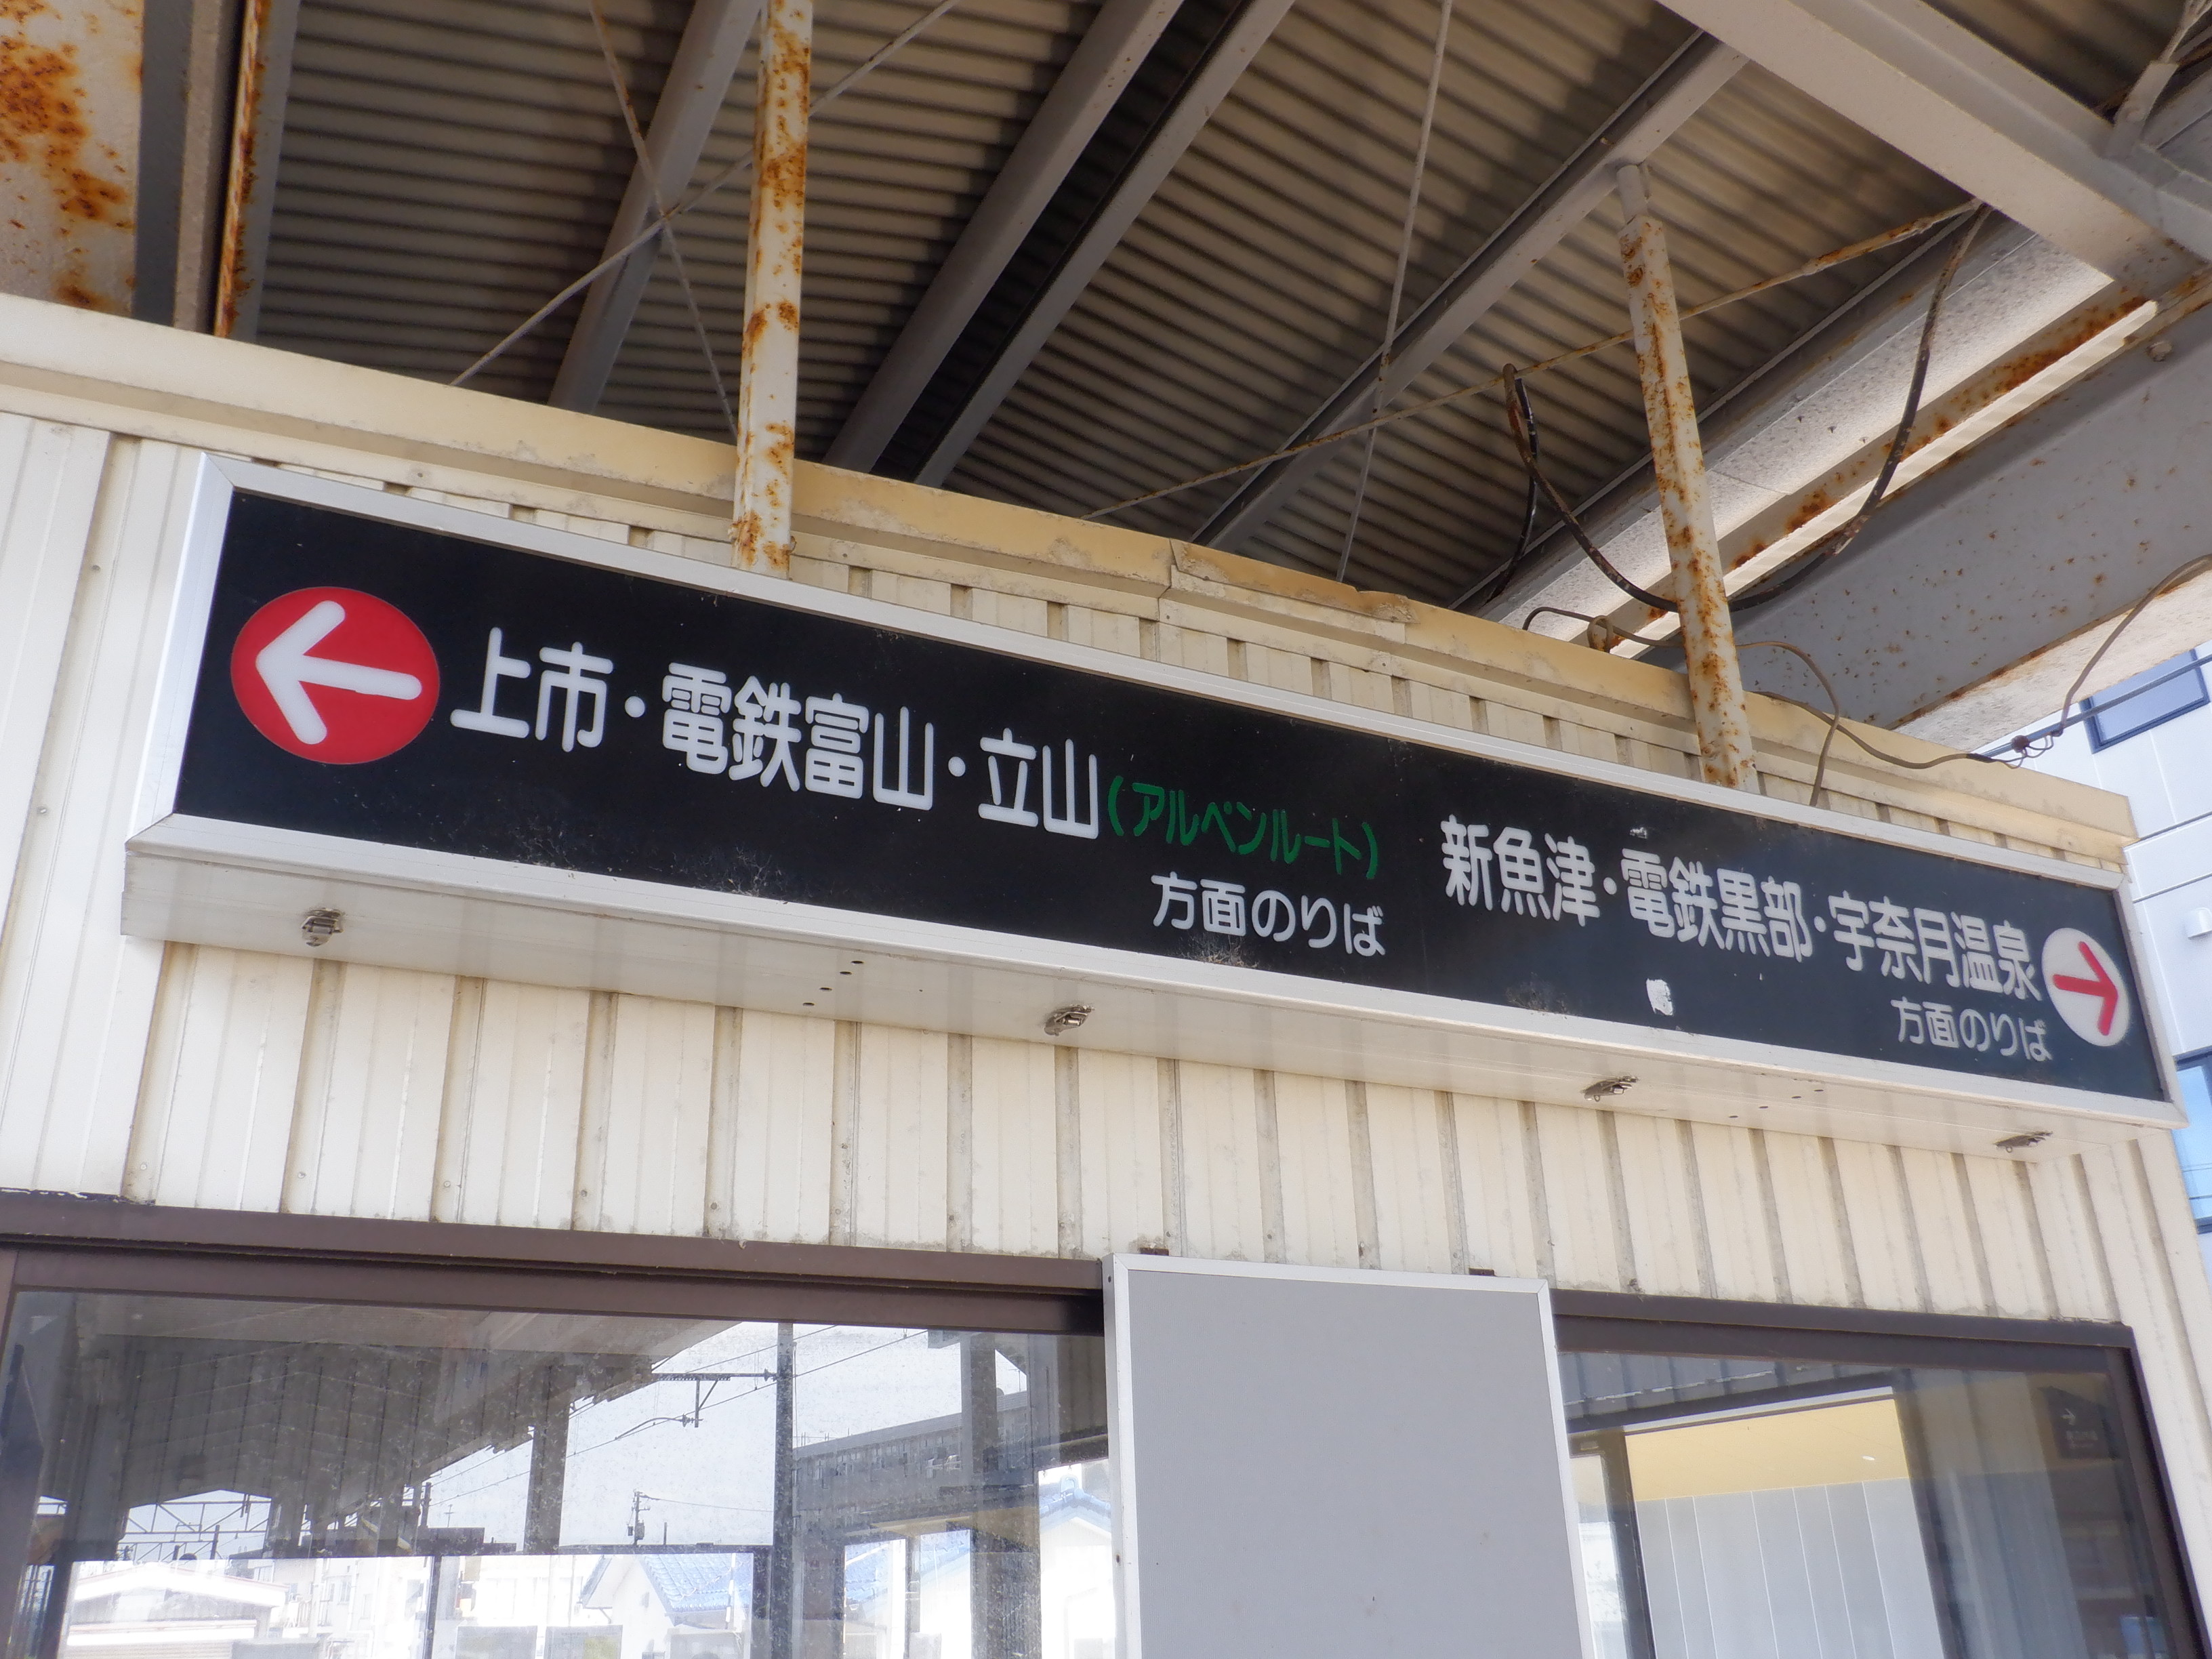 上市・電鉄富山・立山(アルペンルート)
方面のりば
新魚津・電鉄黒部・宇奈月温泉
方面のりば